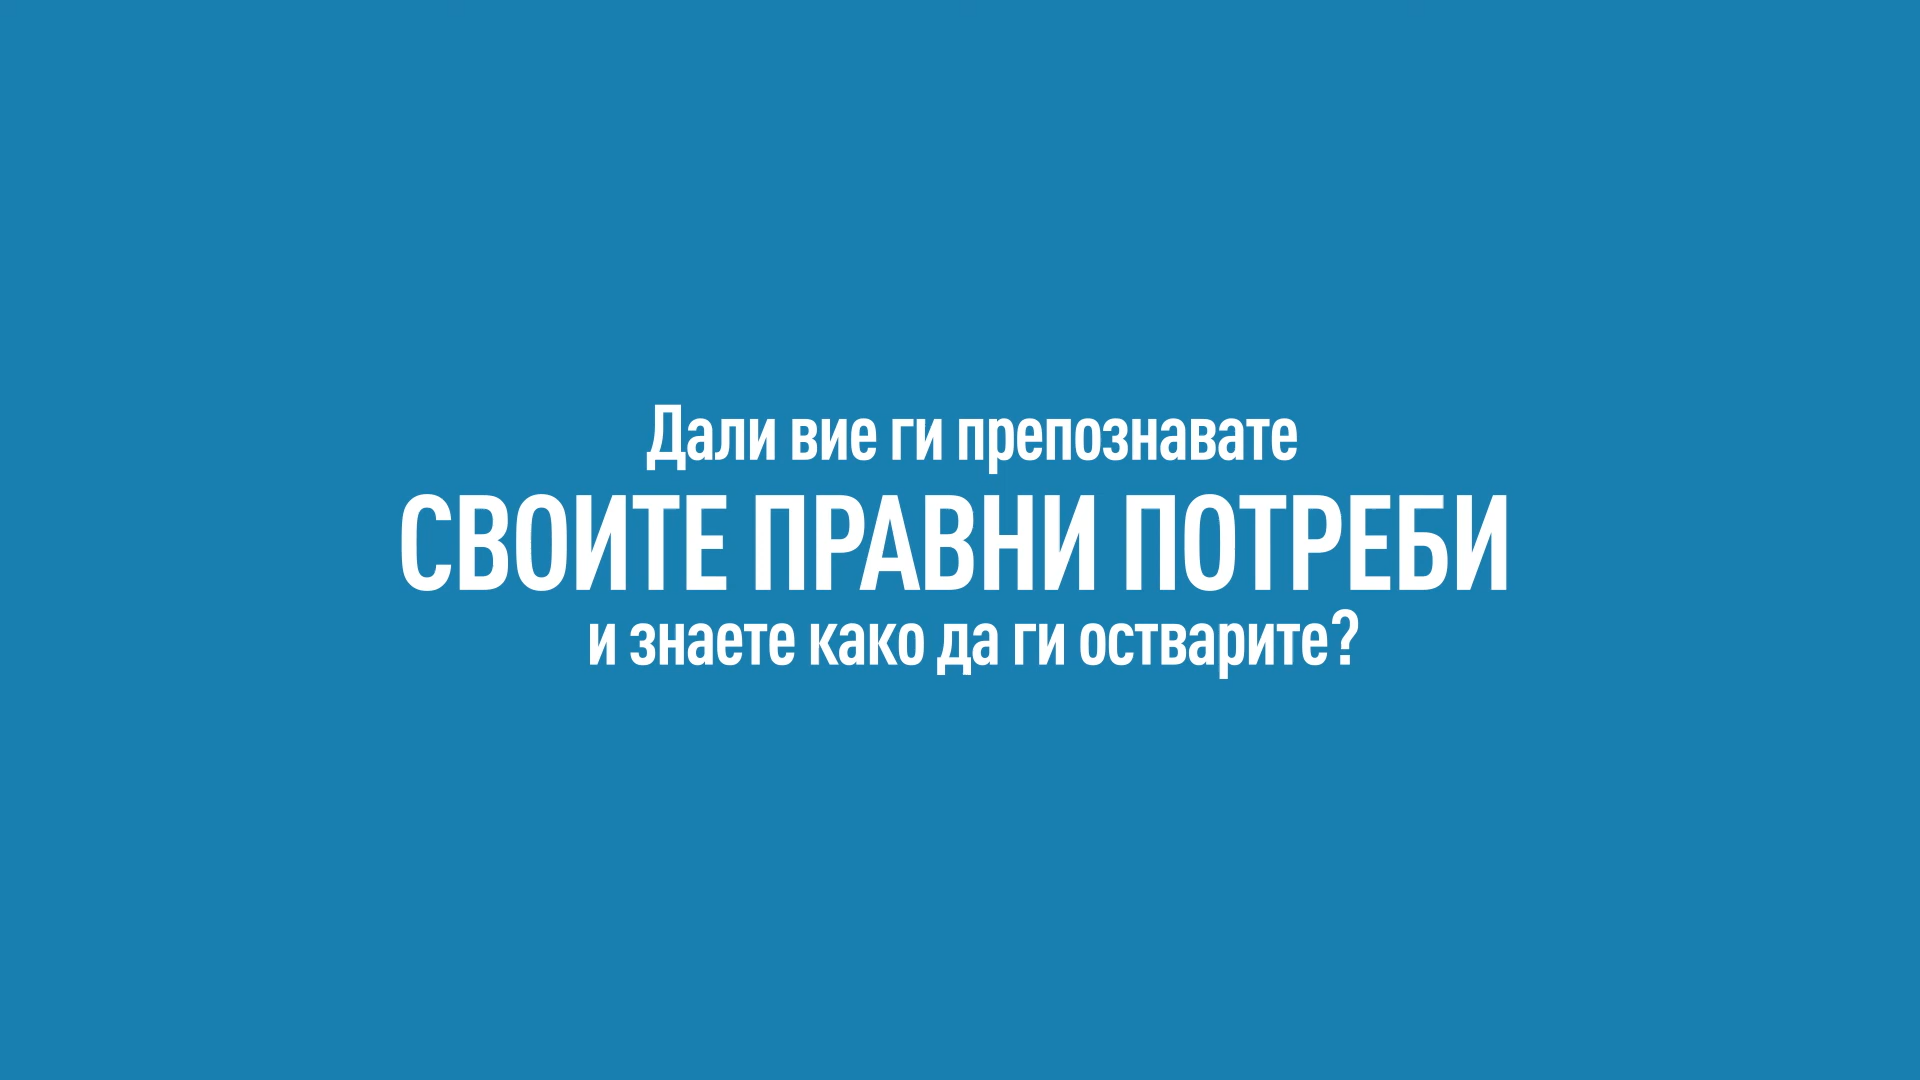 Дали вие ги препознавате
СВОИТЕ ПРАВНИ ПОТРЕБИ
и знаете како да ги остварите?